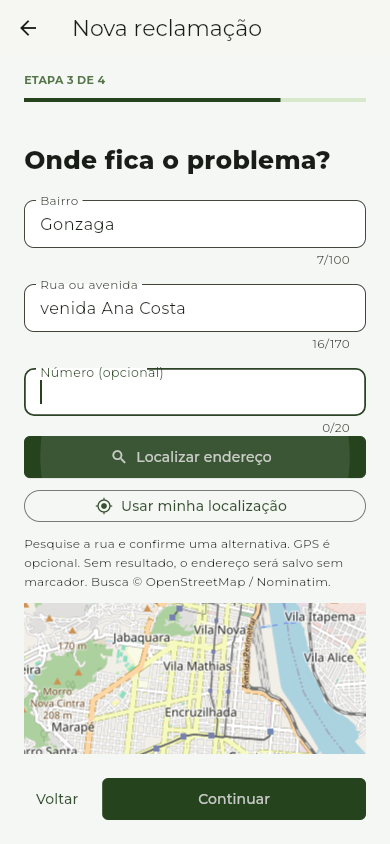 Nova reclamação
ETAPA 3 DE 4
Onde fica o problema?
Bairro
Gonzaga
7/100
Rua ou avenida
venida Ana Costa
16/170
Número (opcional)
0/20
Localizar endereço
Usar minha localização
Pesquise a rua e confirme uma alternativa. GPS é
opcional. Sem resultado, o endereço será salvo sem
marcador. Busca © OpenStreetMap / Nominatim.
Vila Itapema
Vila Nova
Jabaquara
170 m
Vila Mathias
Vila Alice
Morro
Nova Cintra
208 m
Encruzilhada
Marapé
Voltar
Continuar